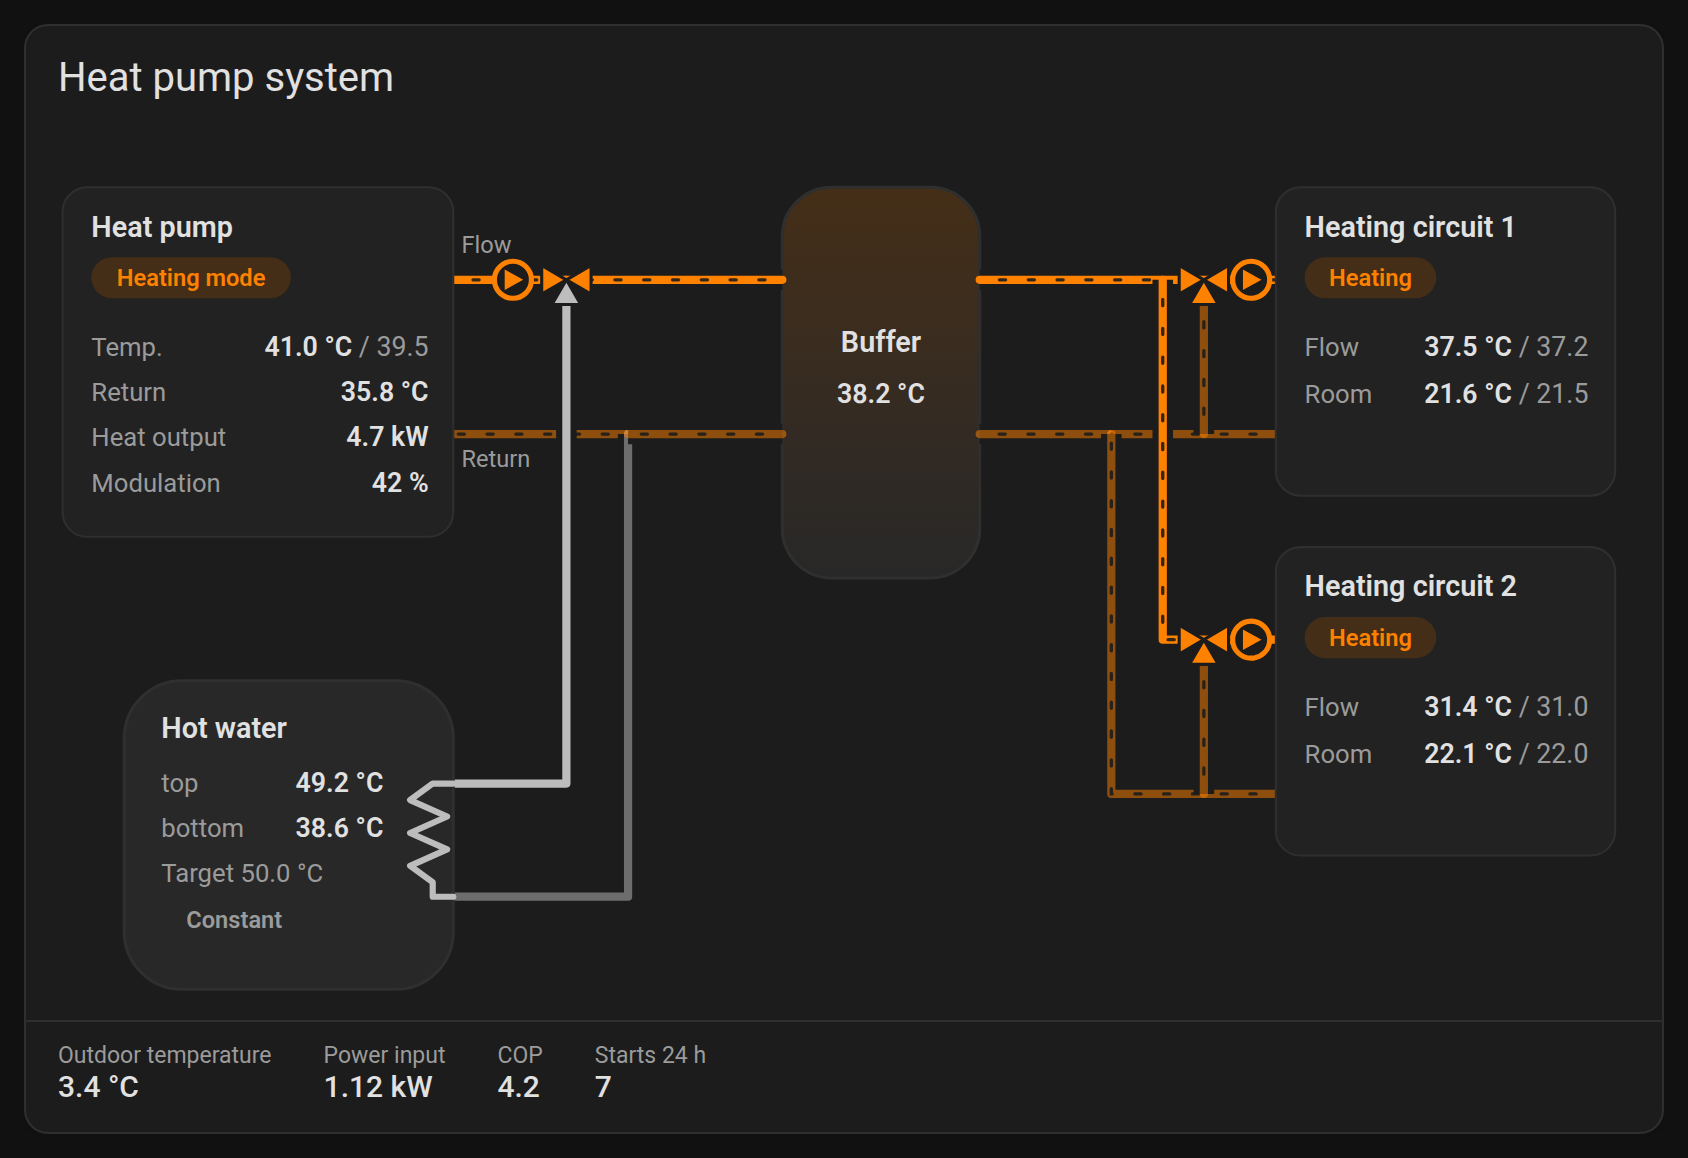 Heat pump system
Heat pump
Heating mode
Temp. 41.0 °C / 39.5
Return 35.8 °C
Heat output 4.7 kW
Modulation 42 %
Flow
Return
Buffer
38.2 °C
Heating circuit 1
Heating
Flow 37.5 °C / 37.2
Room 21.6 °C / 21.5
Heating circuit 2
Heating
Flow 31.4 °C / 31.0
Room 22.1 °C / 22.0
Hot water
top 49.2 °C
bottom 38.6 °C
Target 50.0 °C
Constant
Outdoor temperature
3.4 °C
Power input
1.12 kW
COP
4.2
Starts 24 h
7